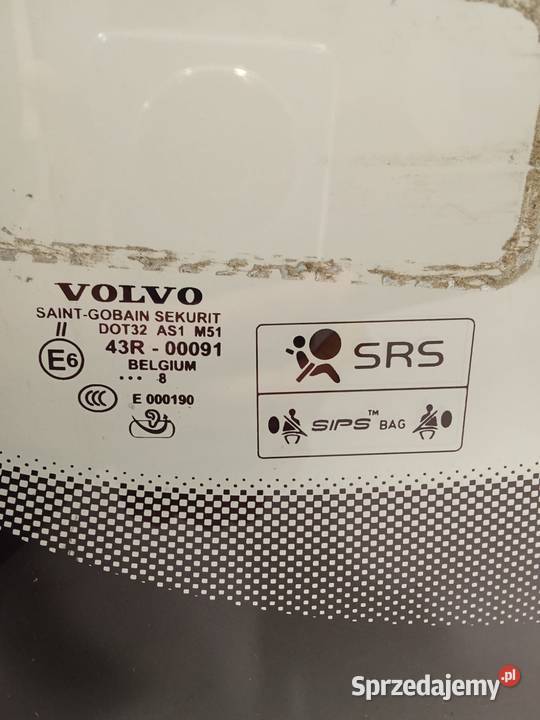 VOLVO
SAINT-GOBAIN SEKURIT
II DOT32 AS1 M51
E6 43R - 00091
BELGIUM
... 8
CCC E 000190
SRS
SIPS™ BAG
Sprzedajemy.pl